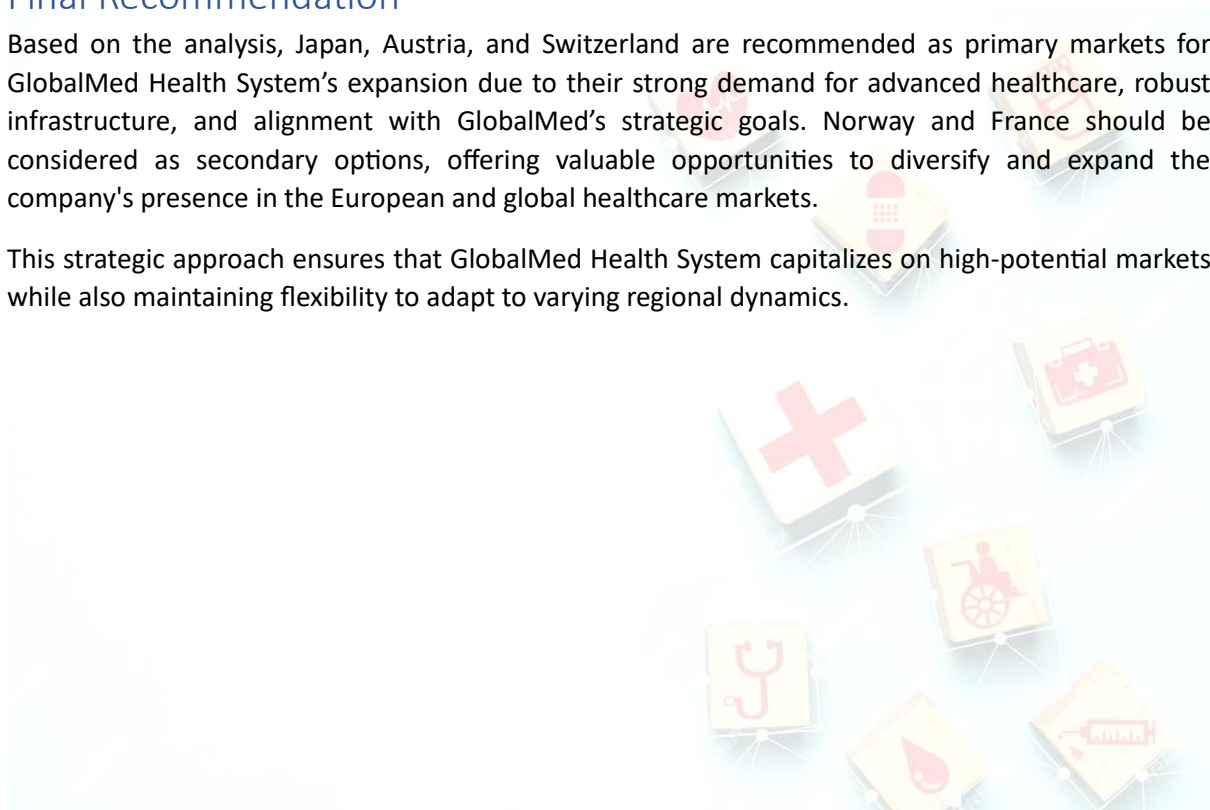 Final Recommendation
Based on the analysis, Japan, Austria, and Switzerland are recommended as primary markets for
GlobalMed Health System’s expansion due to their strong demand for advanced healthcare, robust
infrastructure, and alignment with GlobalMed’s strategic goals. Norway and France should be
considered as secondary options, offering valuable opportunities to diversify and expand the
company's presence in the European and global healthcare markets.
This strategic approach ensures that GlobalMed Health System capitalizes on high-potential markets
while also maintaining flexibility to adapt to varying regional dynamics.